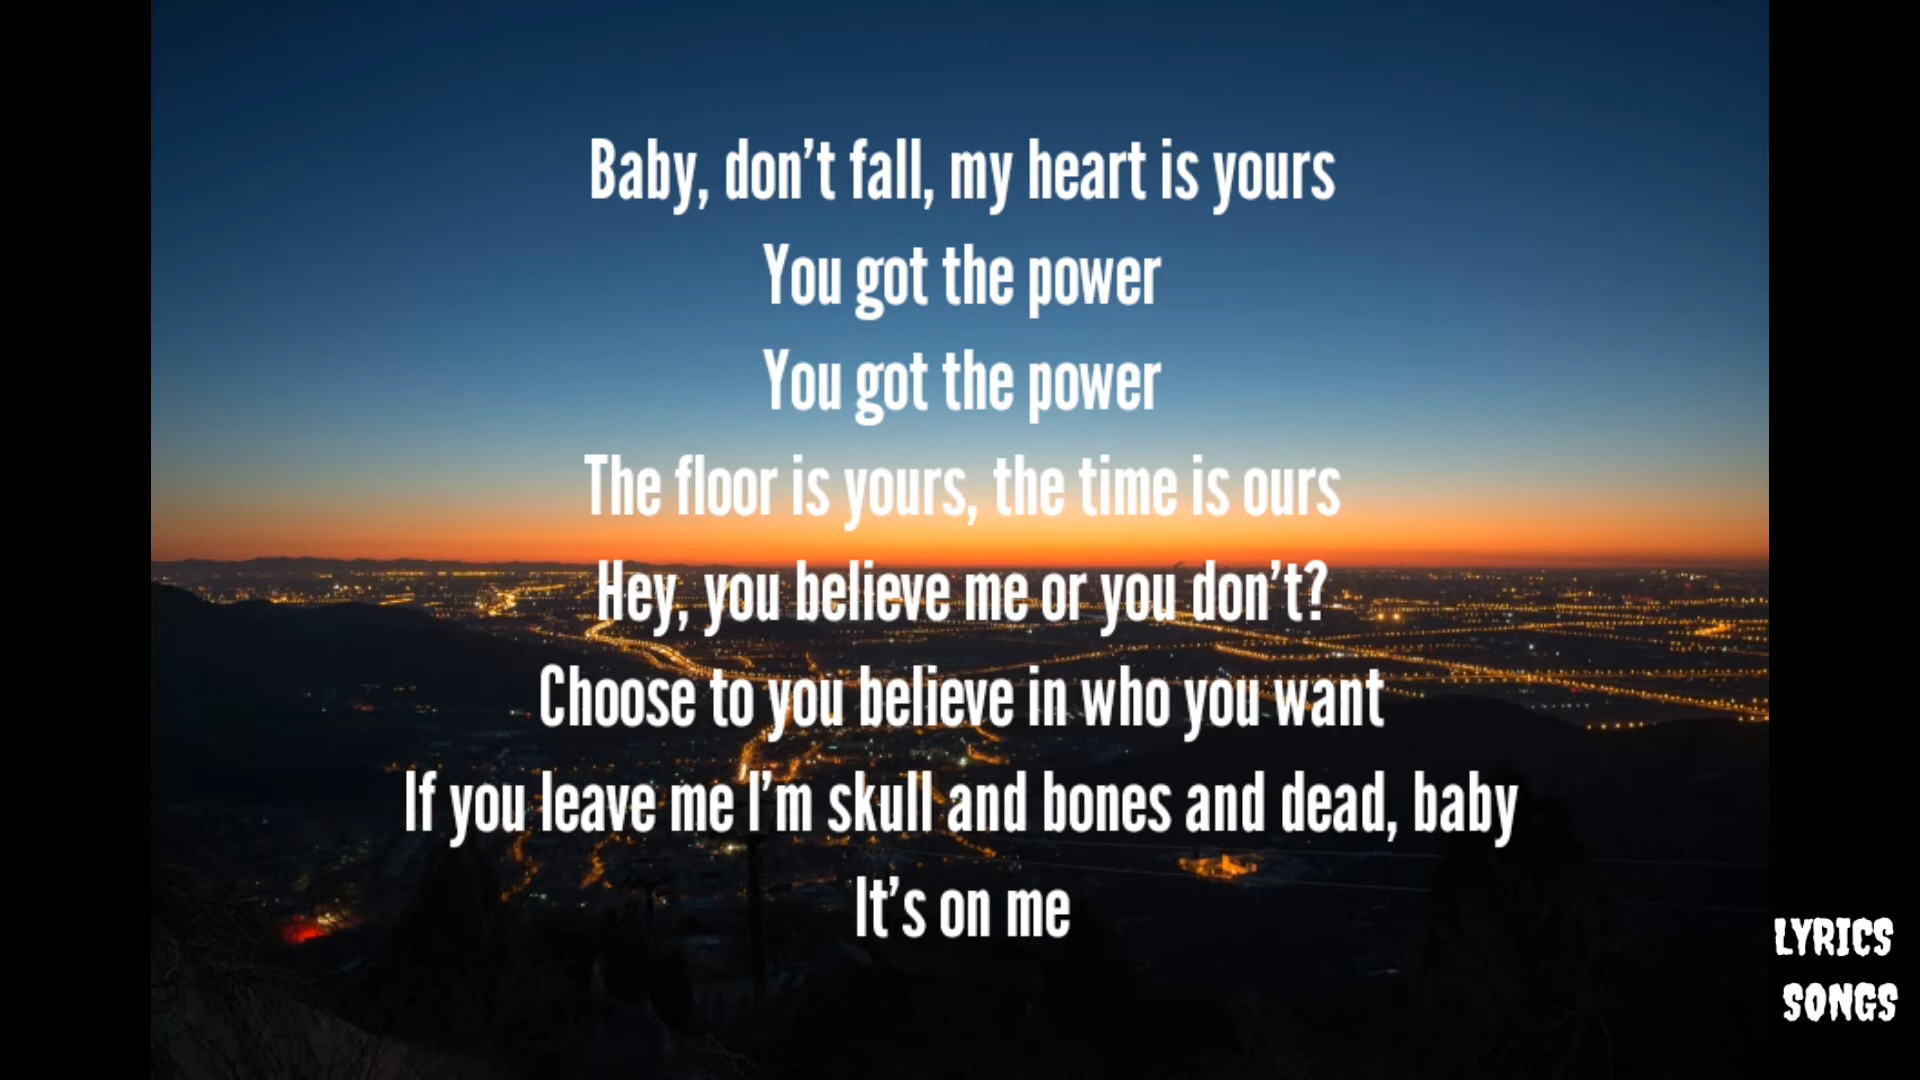 Baby, don’t fall, my heart is yours
You got the power
You got the power
The floor is yours, the time is ours
Hey, you believe me or you don’t?
Choose to you believe in who you want
If you leave me I’m skull and bones and dead, baby
It’s on me
LYRICS
SONGS